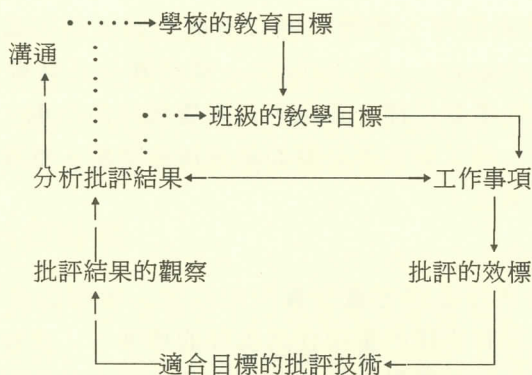 學校的教育目標
溝通
班級的教學目標
分析批評結果
工作事項
批評結果的觀察
批評的效標
適合目標的批評技術